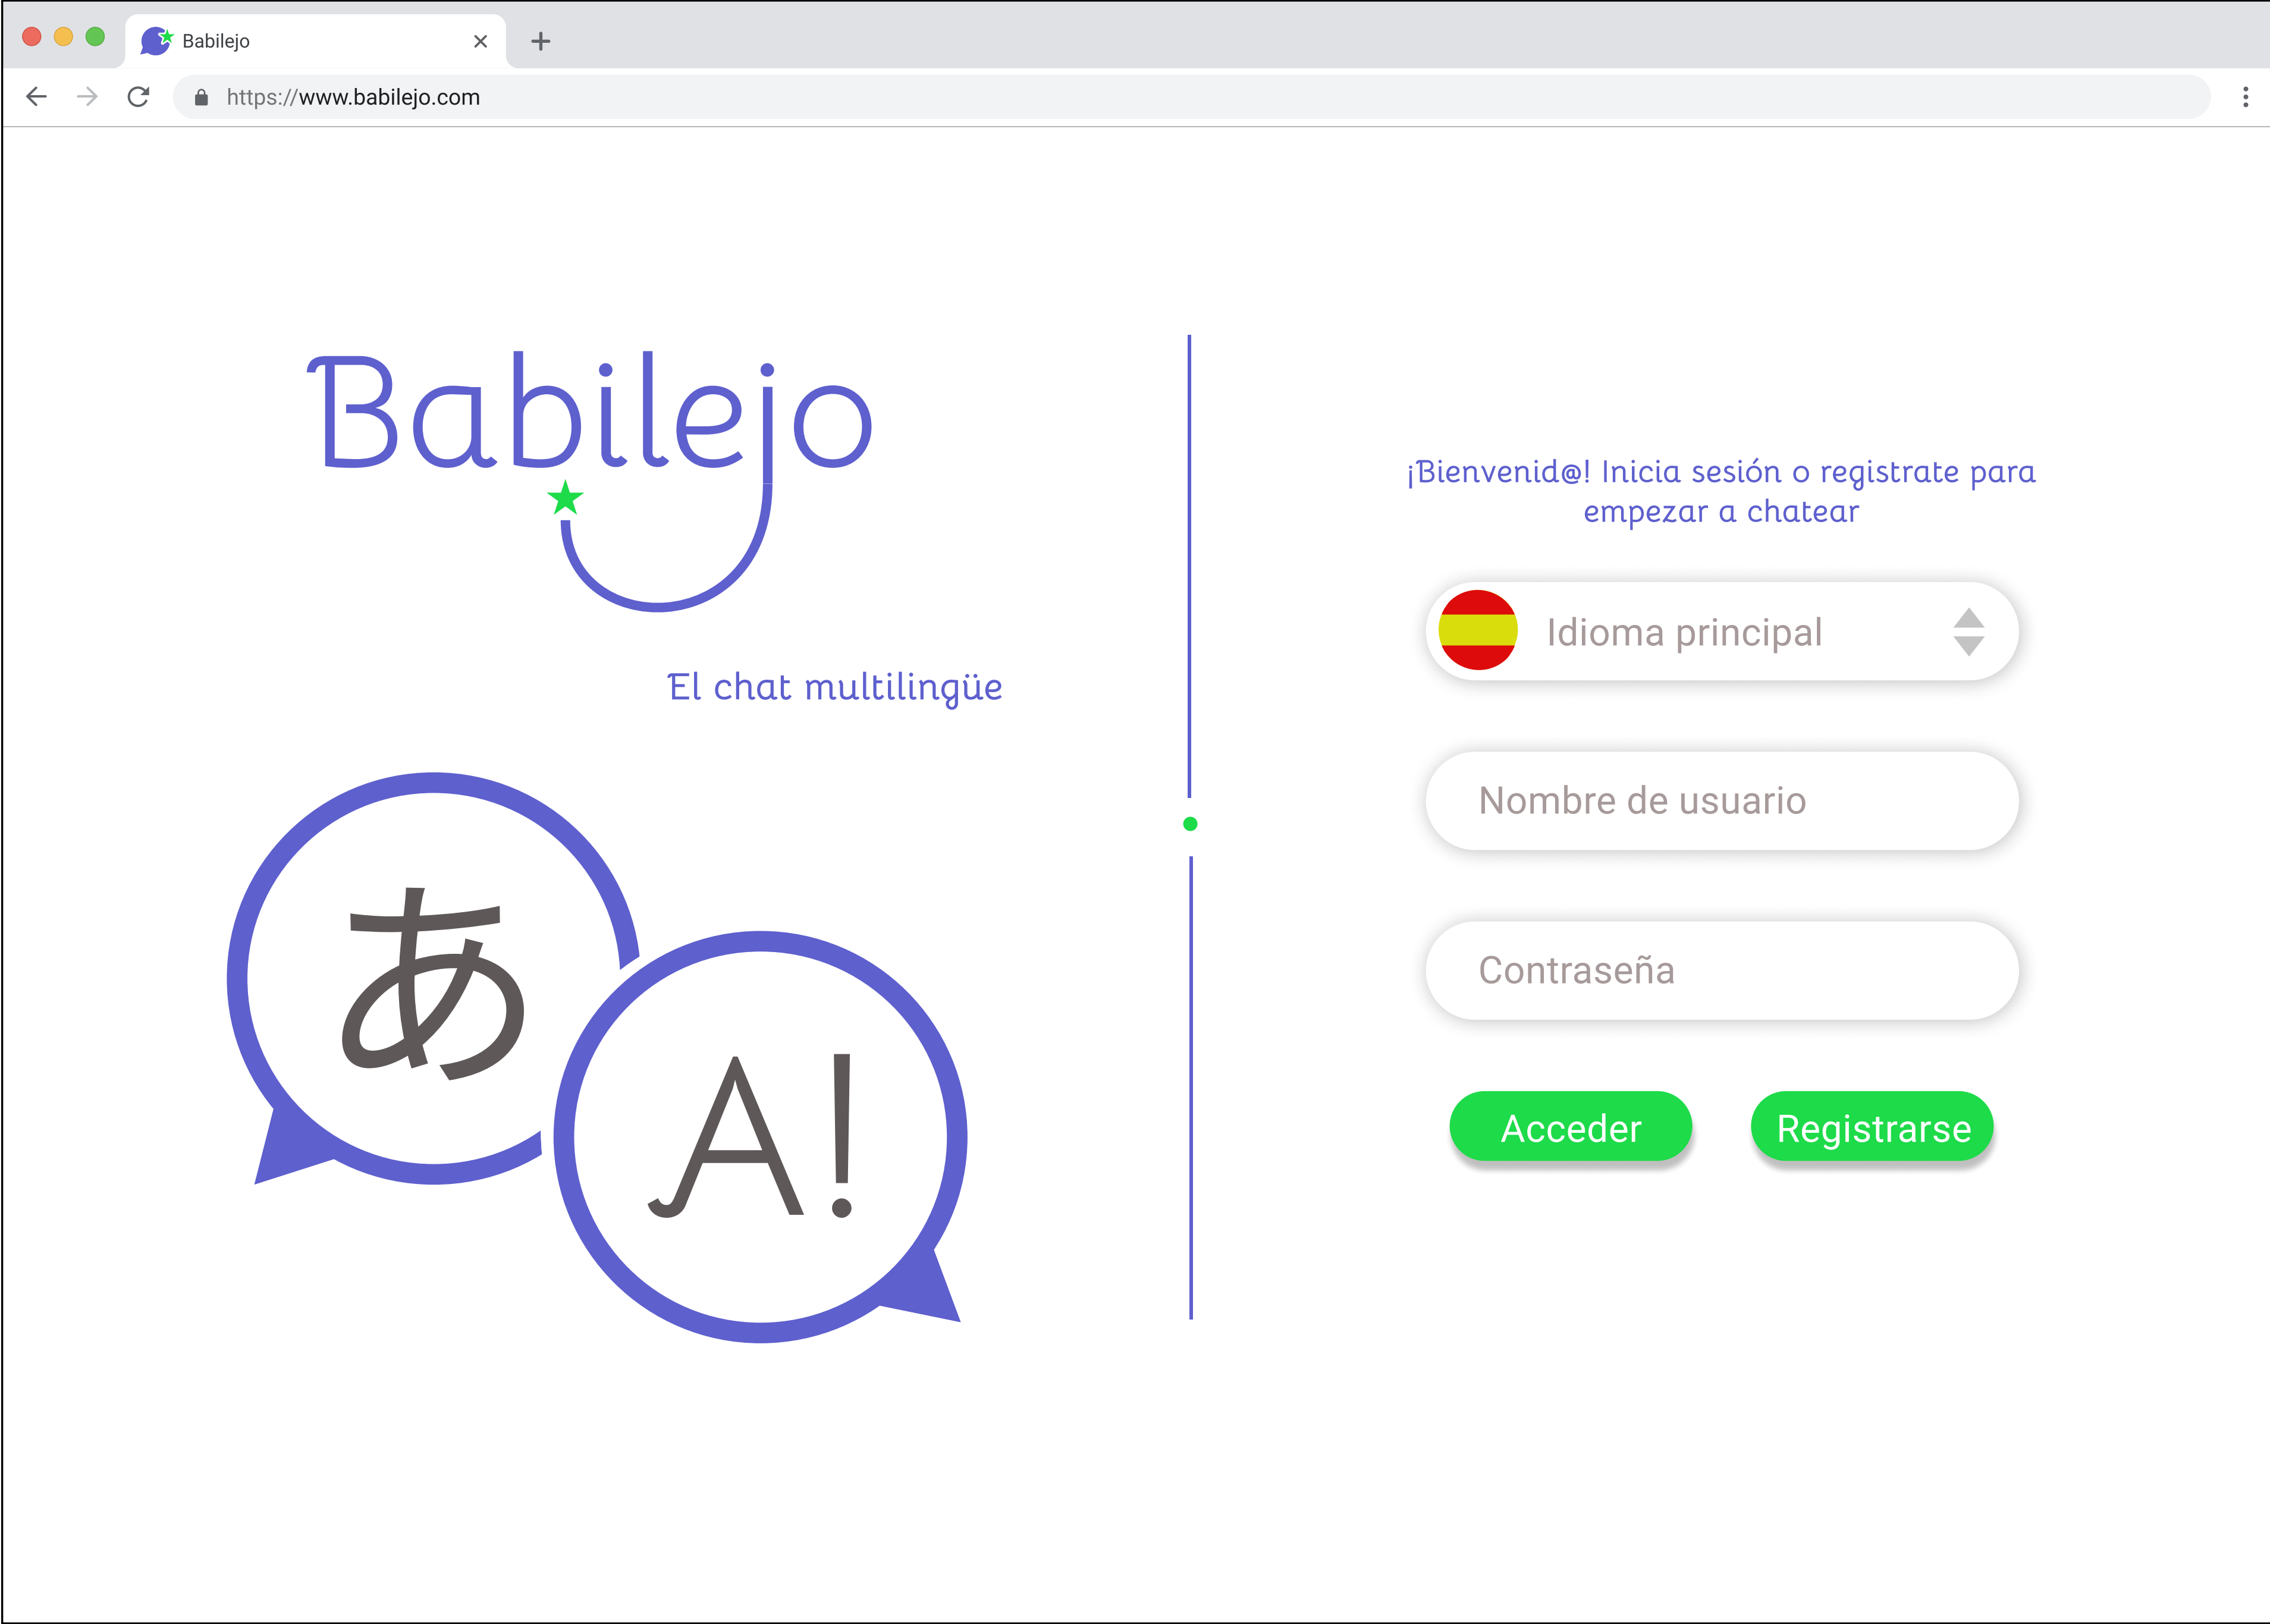 Babilejo
https://www.babilejo.com
Babilejo
El chat multilingüe
あ
A!
¡Bienvenid@! Inicia sesión o registrate para
empezar a chatear
Idioma principal
Nombre de usuario
Contraseña
Acceder
Registrarse